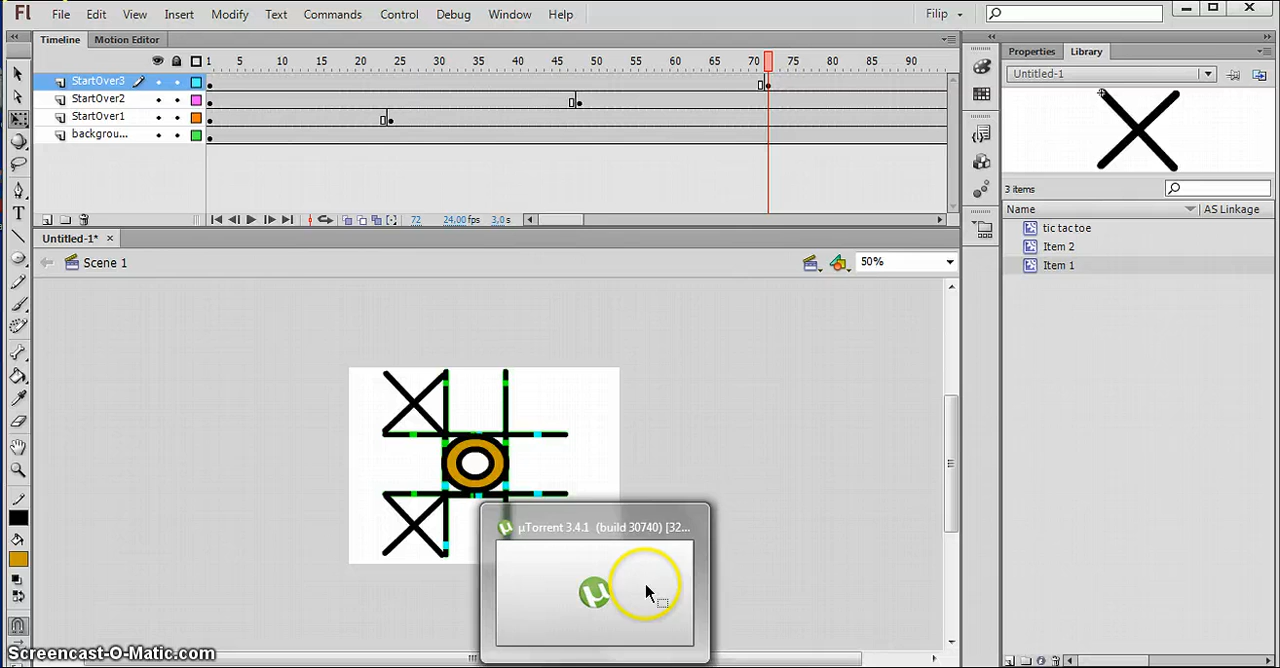 Fl File Edit View Insert Modify Text Commands Control Debug Window Help Filip
Timeline Motion Editor Properties Library
1 5 10 15 20 25 30 35 40 45 50 55 60 65 70 75 80 85 90
Untitled-1
StartOver3
StartOver2
StartOver1
backgrou...
3 items
Name AS Linkage
tic tac toe
Item 2
Item 1
72 24.00 fps 3,0 s
Untitled-1*
Scene 1 50%
µTorrent 3.4.1 (build 30740) [32...
µ
Screencast-O-Matic.com